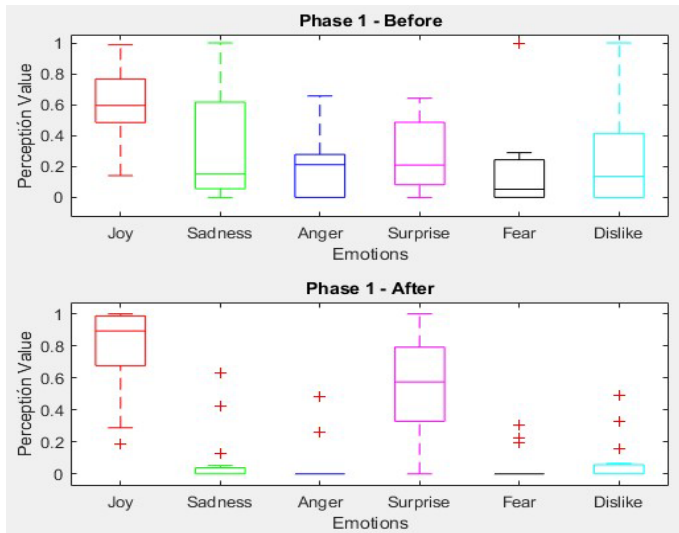 Phase 1 - Before
1
0.8
0.6
0.4
0.2
0
Perceptión Value
Joy Sadness Anger Surprise Fear Dislike
Emotions
Phase 1 - After
1
0.8
0.6
0.4
0.2
0
Perceptión Value
Joy Sadness Anger Surprise Fear Dislike
Emotions